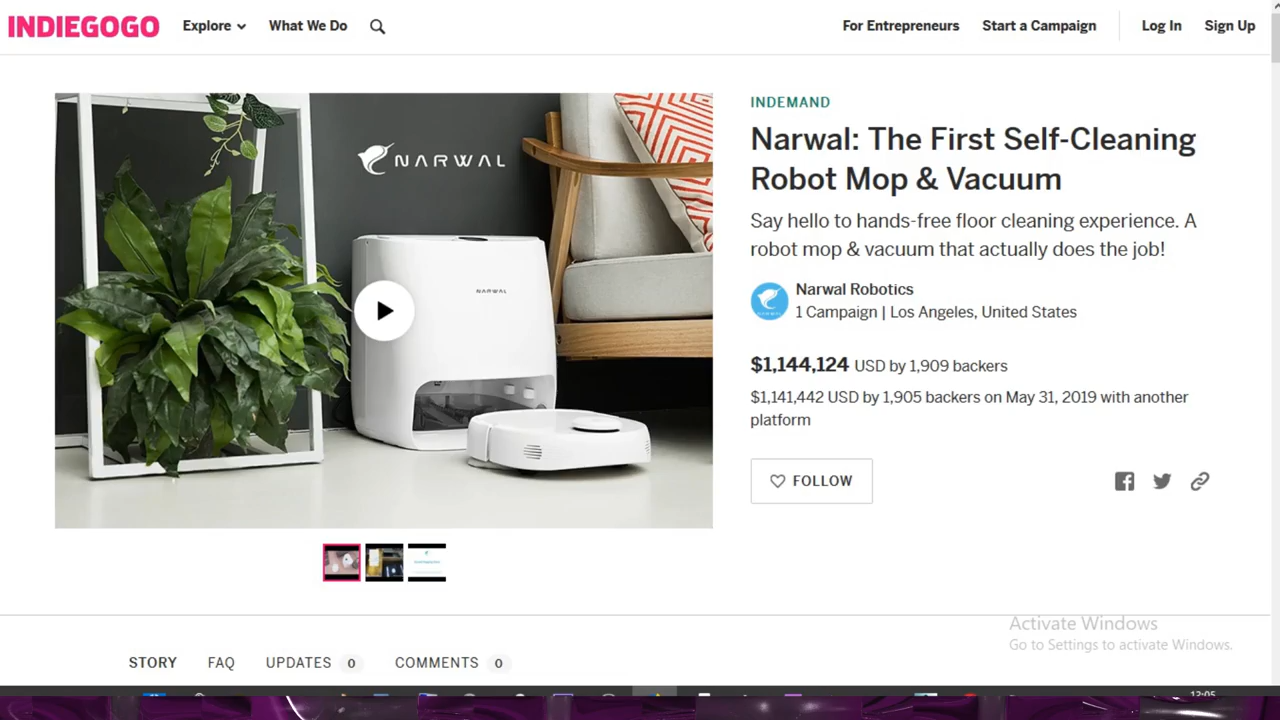 INDIEGOGO Explore What We Do For Entrepreneurs Start a Campaign Log In Sign Up
NARWAL
NARWAL
INDEMAND
Narwal: The First Self-Cleaning
Robot Mop & Vacuum
Say hello to hands-free floor cleaning experience. A
robot mop & vacuum that actually does the job!
NARWAL
Narwal Robotics
1 Campaign | Los Angeles, United States
$1,144,124 USD by 1,909 backers
$1,141,442 USD by 1,905 backers on May 31, 2019 with another
platform
FOLLOW
Activate Windows
Go to Settings to activate Windows.
STORY FAQ UPDATES 0 COMMENTS 0
12:05